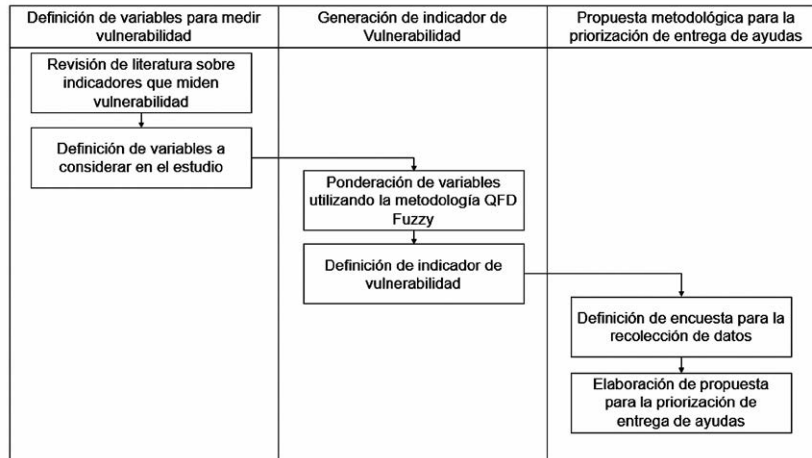 Definición de variables para medir
vulnerabilidad
Generación de indicador de
Vulnerabilidad
Propuesta metodológica para la
priorización de entrega de ayudas
Revisión de literatura sobre
indicadores que miden
vulnerabilidad
Definición de variables a
considerar en el estudio
Ponderación de variables
utilizando la metodología QFD
Fuzzy
Definición de indicador de
vulnerabilidad
Definición de encuesta para la
recolección de datos
Elaboración de propuesta
para la priorización de
entrega de ayudas